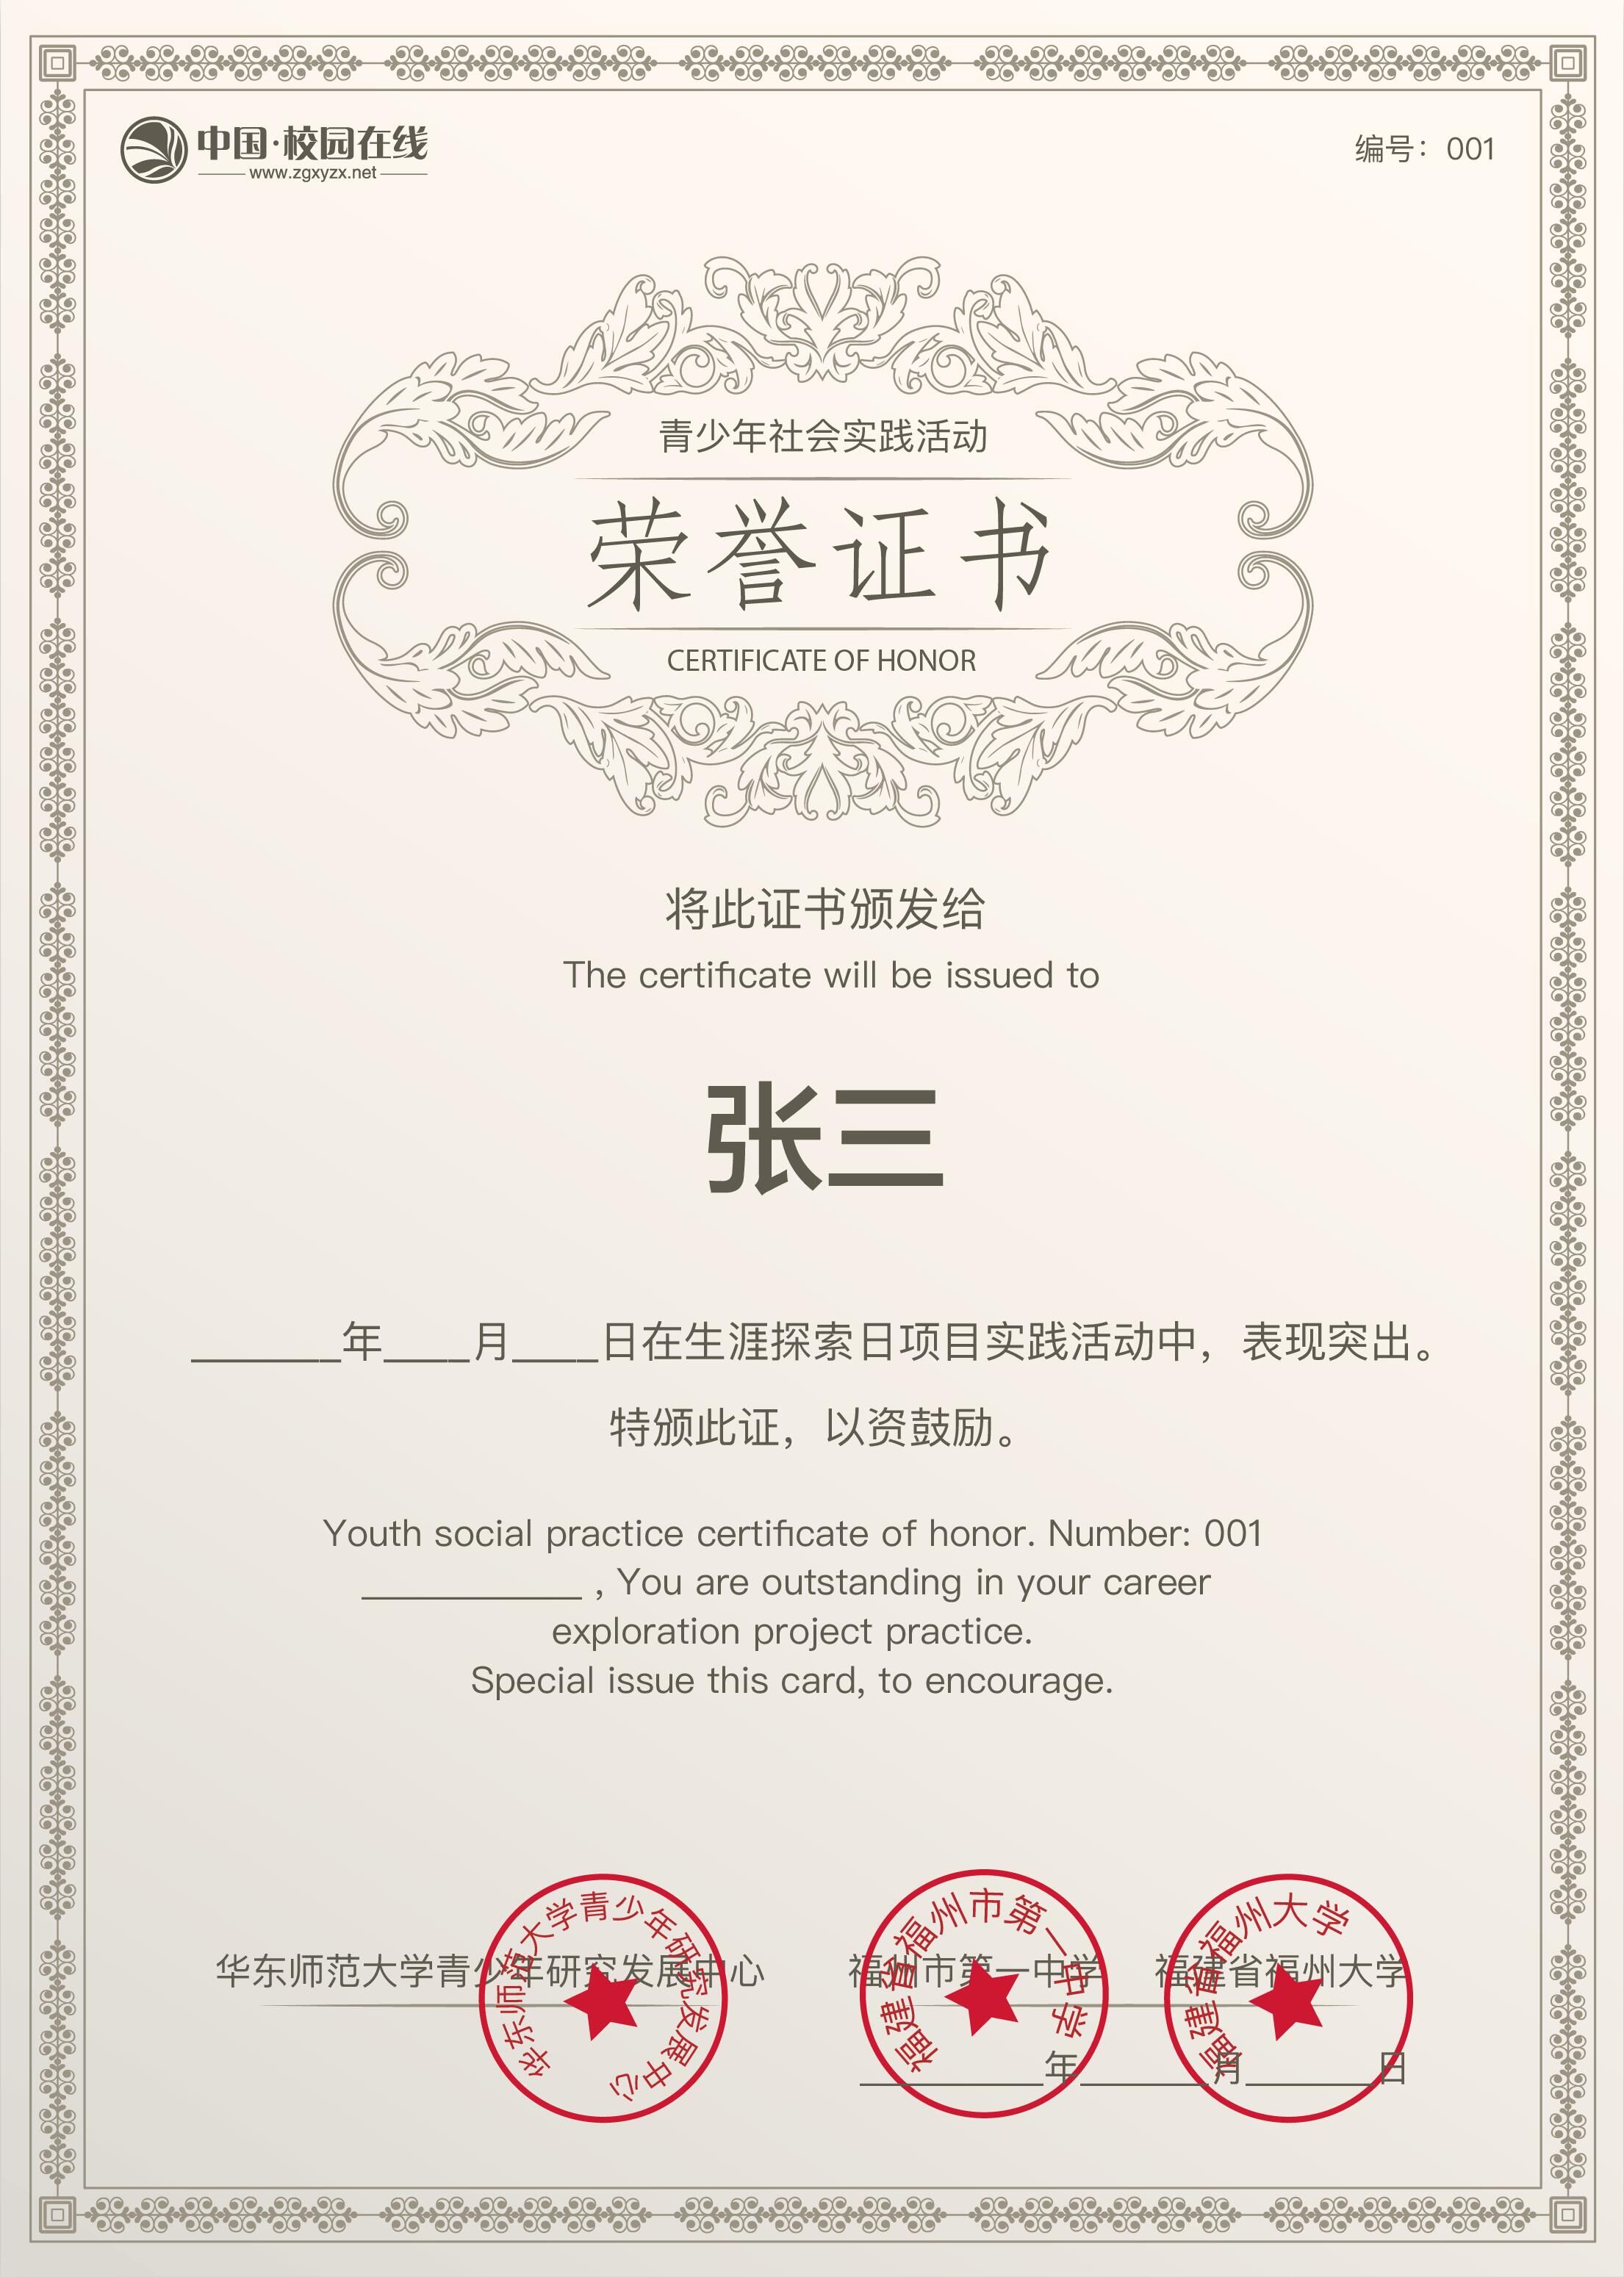 中国·校园在线
www.zgxyzx.net
编号：001
青少年社会实践活动
荣誉证书
CERTIFICATE OF HONOR
将此证书颁发给
The certificate will be issued to
张三
_______年____月____日在生涯探索日项目实践活动中，表现突出。
特颁此证，以资鼓励。
Youth social practice certificate of honor. Number: 001
__________ , You are outstanding in your career
exploration project practice.
Special issue this card, to encourage.
华东师范大学青少年研究发展中心
福州市第一中学
福建省福州大学
华东师范大学青少年研究发展中心
福建省福州市第一中学
福建省福州大学
________年______月______日